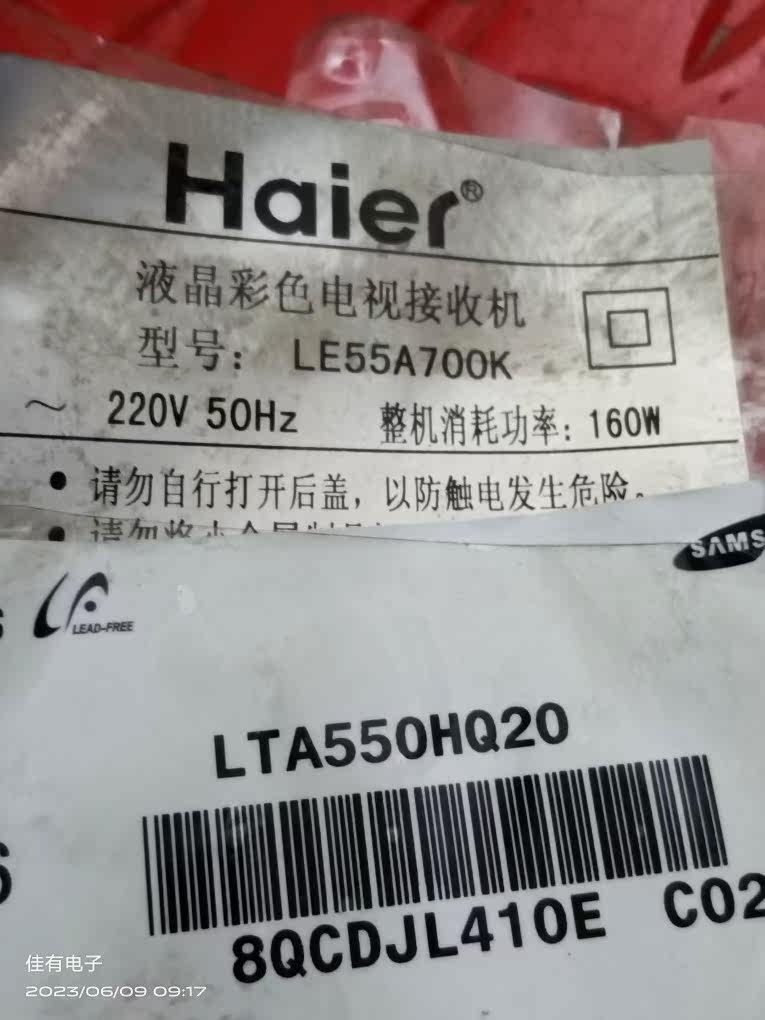 Haier®
液晶彩色电视接收机
型号： LE55A700K
～ 220V 50Hz 整机消耗功率：160W
• 请勿自行打开后盖，以防触电发生危险。
SAMS
LEAD-FREE
LTA550HQ20
8QCDJL410E C02
佳有电子
2023/06/09 09:17